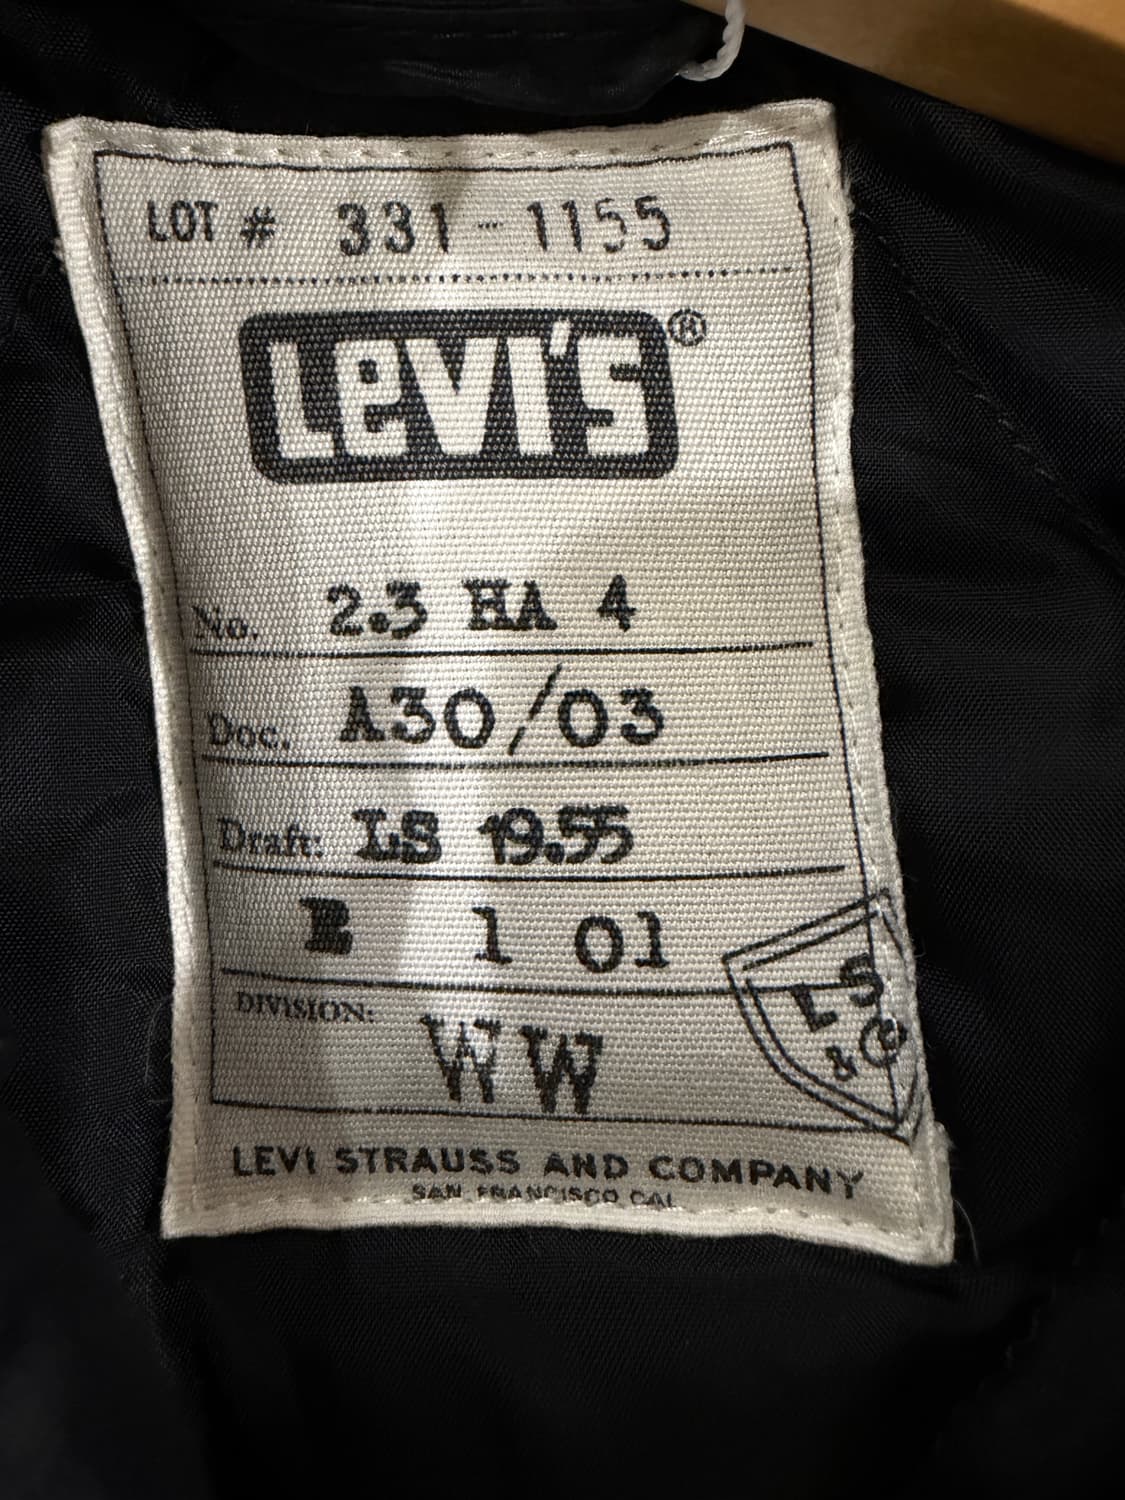 LOT # 331-1155
LEVI'S®
No. 2.3 HA 4
Doc. A30/03
Draft: LS 19.55
E 1 01
DIVISION: WW
LS
&Co
LEVI STRAUSS AND COMPANY
SAN FRANCISCO CAL